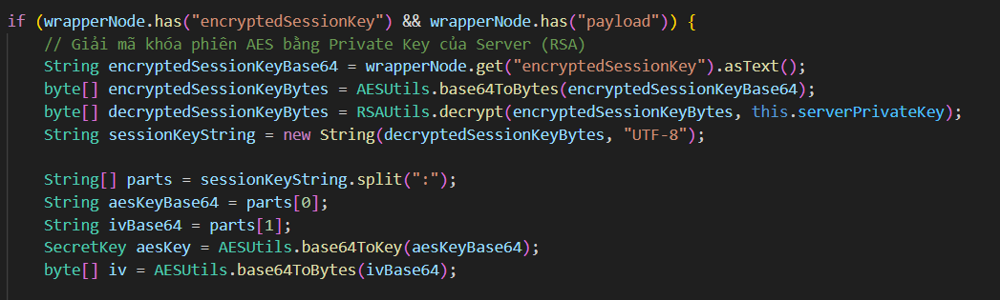 if (wrapperNode.has("encryptedSessionKey") && wrapperNode.has("payload")) {
    // Giải mã khóa phiên AES bằng Private Key của Server (RSA)
    String encryptedSessionKeyBase64 = wrapperNode.get("encryptedSessionKey").asText();
    byte[] encryptedSessionKeyBytes = AESUtils.base64ToBytes(encryptedSessionKeyBase64);
    byte[] decryptedSessionKeyBytes = RSAUtils.decrypt(encryptedSessionKeyBytes, this.serverPrivateKey);
    String sessionKeyString = new String(decryptedSessionKeyBytes, "UTF-8");

    String[] parts = sessionKeyString.split(":");
    String aesKeyBase64 = parts[0];
    String ivBase64 = parts[1];
    SecretKey aesKey = AESUtils.base64ToKey(aesKeyBase64);
    byte[] iv = AESUtils.base64ToBytes(ivBase64);